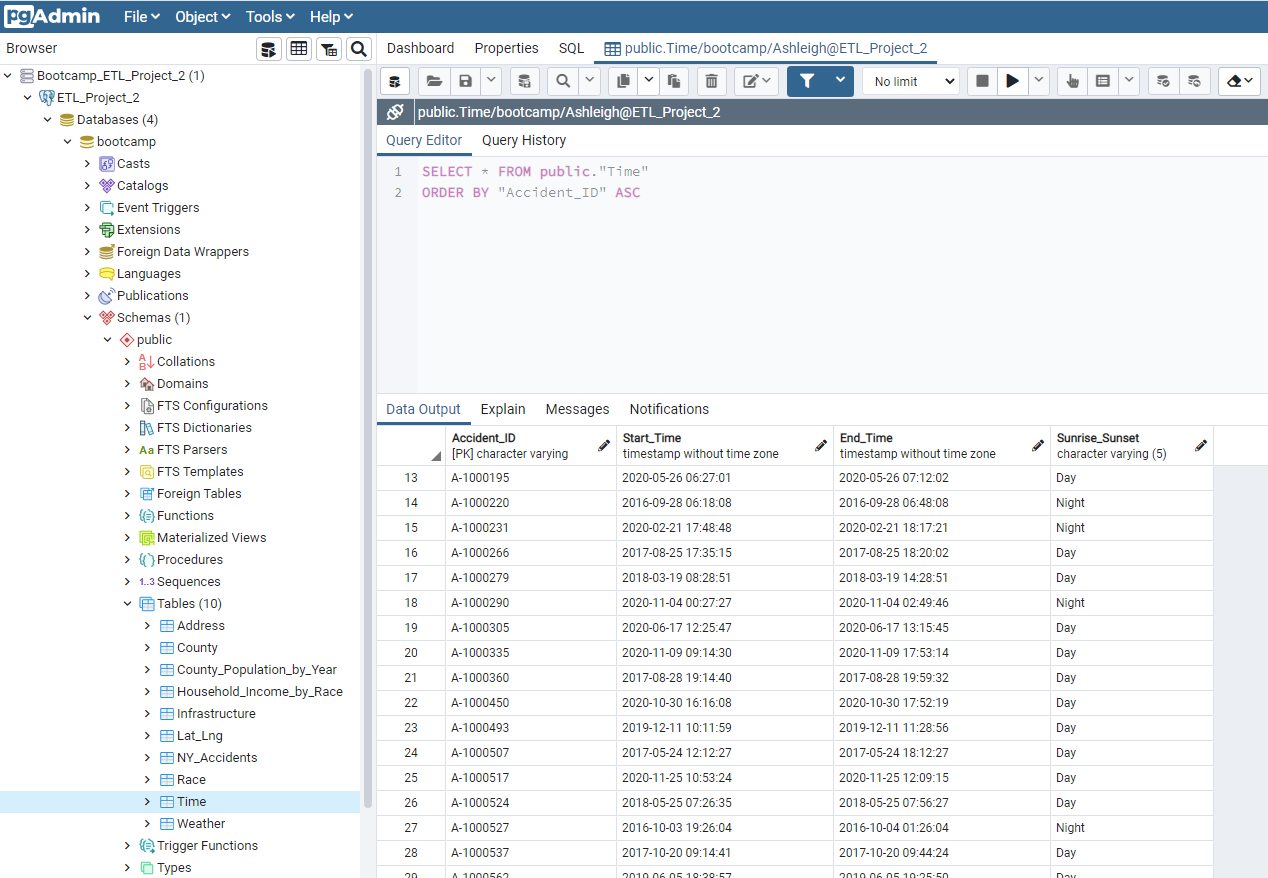 pgAdmin File Object Tools Help
Browser
Dashboard Properties SQL public.Time/bootcamp/Ashleigh@ETL_Project_2
No limit
public.Time/bootcamp/Ashleigh@ETL_Project_2
Query Editor Query History
1 SELECT * FROM public."Time"
2 ORDER BY "Accident_ID" ASC
Bootcamp_ETL_Project_2 (1)
ETL_Project_2
Databases (4)
bootcamp
Casts
Catalogs
Event Triggers
Extensions
Foreign Data Wrappers
Languages
Publications
Schemas (1)
public
Collations
Domains
FTS Configurations
FTS Dictionaries
Aa FTS Parsers
FTS Templates
Foreign Tables
Functions
Materialized Views
Procedures
1..3 Sequences
Tables (10)
Address
County
County_Population_by_Year
Household_Income_by_Race
Infrastructure
Lat_Lng
NY_Accidents
Race
Time
Weather
Trigger Functions
Types
Data Output Explain Messages Notifications
Accident_ID Start_Time End_Time Sunrise_Sunset
[PK] character varying timestamp without time zone timestamp without time zone character varying (5)
13 A-1000195 2020-05-26 06:27:01 2020-05-26 07:12:02 Day
14 A-1000220 2016-09-28 06:18:08 2016-09-28 06:48:08 Night
15 A-1000231 2020-02-21 17:48:48 2020-02-21 18:17:21 Night
16 A-1000266 2017-08-25 17:35:15 2017-08-25 18:20:02 Day
17 A-1000279 2018-03-19 08:28:51 2018-03-19 14:28:51 Day
18 A-1000290 2020-11-04 00:27:27 2020-11-04 02:49:46 Night
19 A-1000305 2020-06-17 12:25:47 2020-06-17 13:15:45 Day
20 A-1000335 2020-11-09 09:14:30 2020-11-09 17:53:14 Day
21 A-1000360 2017-08-28 19:14:40 2017-08-28 19:59:32 Day
22 A-1000450 2020-10-30 16:16:08 2020-10-30 17:52:19 Day
23 A-1000493 2019-12-11 10:11:59 2019-12-11 11:28:56 Day
24 A-1000507 2017-05-24 12:12:27 2017-05-24 18:12:27 Day
25 A-1000517 2020-11-25 10:53:24 2020-11-25 12:09:15 Day
26 A-1000524 2018-05-25 07:26:35 2018-05-25 07:56:27 Day
27 A-1000527 2016-10-03 19:26:04 2016-10-04 01:26:04 Night
28 A-1000537 2017-10-20 09:14:41 2017-10-20 09:44:24 Day
29 A-1000562 2019-06-05 18:38:57 2019-06-05 19:25:50 Day